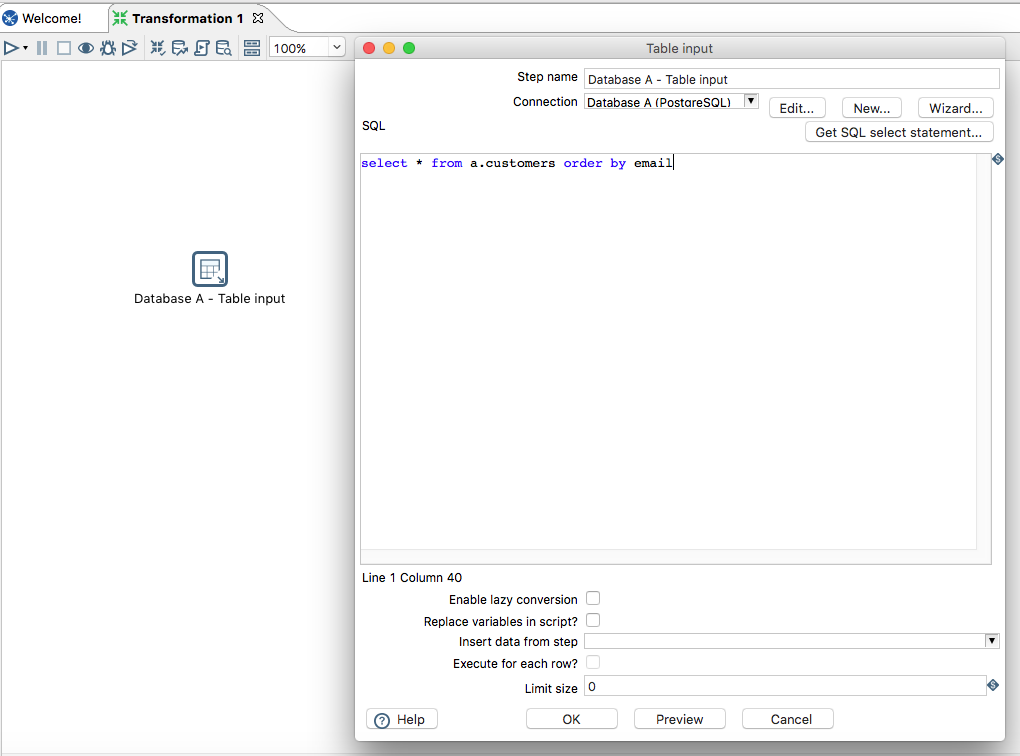 Welcome!
Transformation 1
100%
Table input
Step name Database A - Table input
Connection Database A (PostgreSQL) Edit... New... Wizard...
SQL Get SQL select statement...
select * from a.customers order by email
Database A - Table input
Line 1 Column 40
Enable lazy conversion
Replace variables in script?
Insert data from step
Execute for each row?
Limit size 0
Help OK Preview Cancel